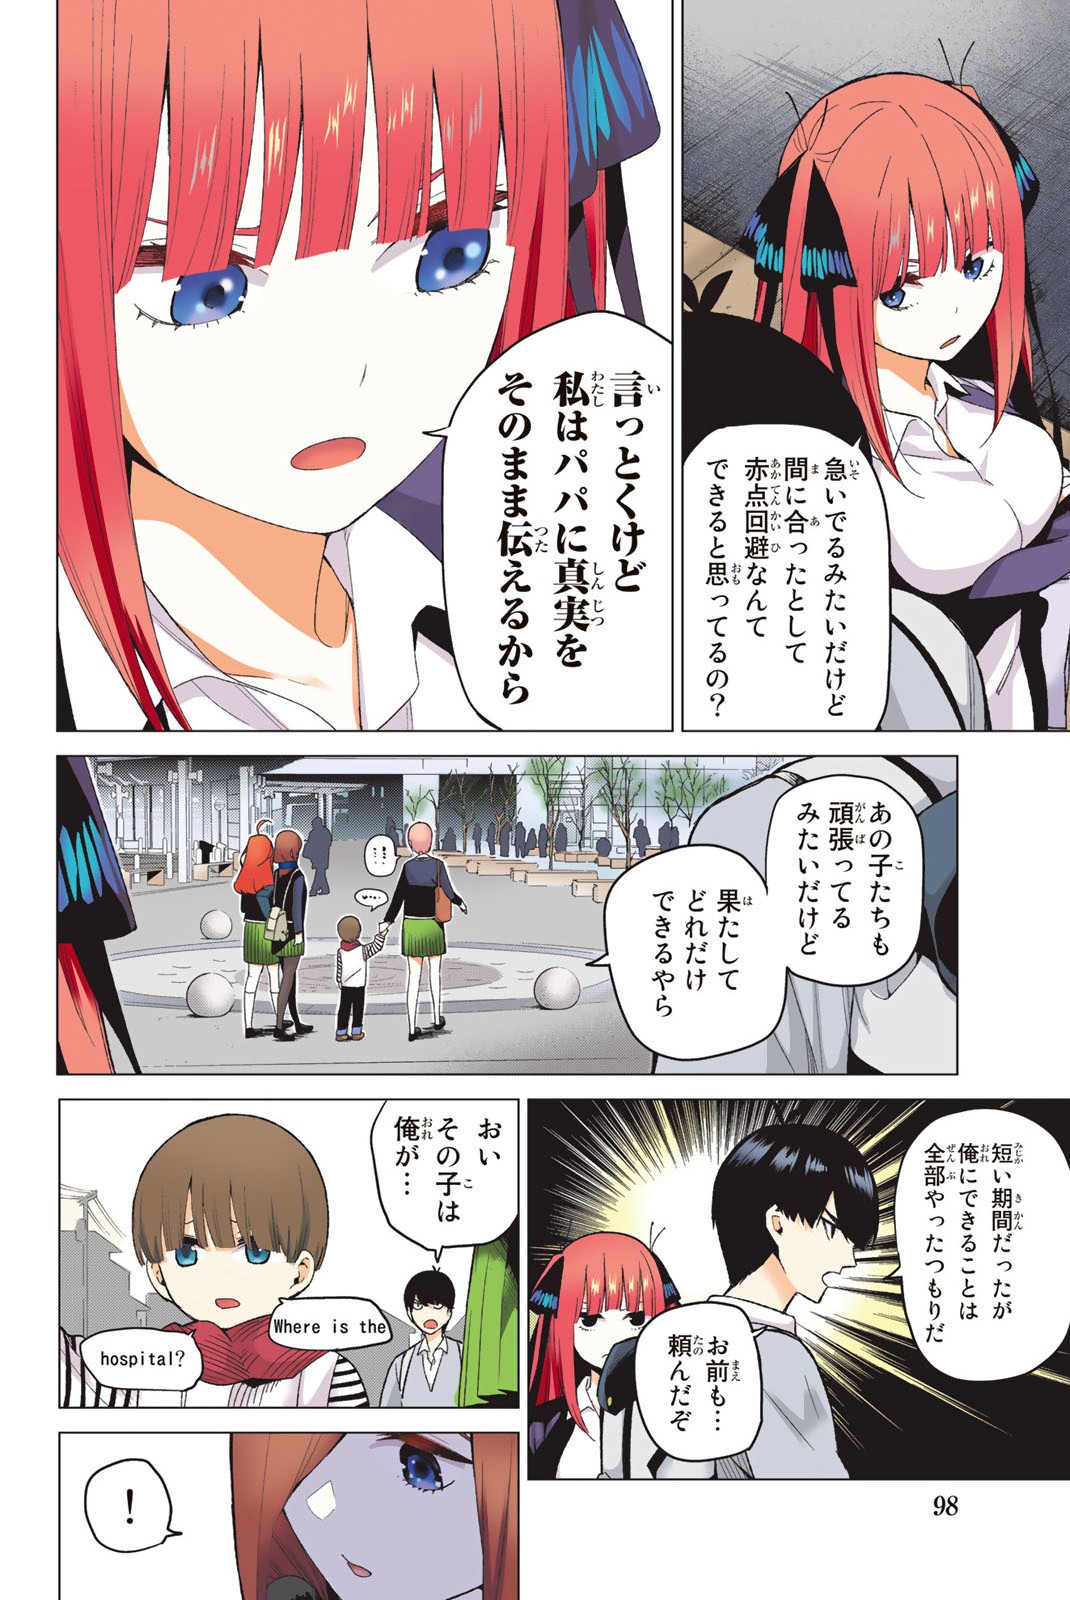 急いでるみたいだけど
間に合ったとして
赤点回避なんて
できると思ってるの？
言っとくけど
私はパパに真実を
そのまま伝えるから
あの子たちも
頑張ってる
みたいだけど
果たして
どれだけ
できるやら
短い期間だったが
俺にできることは
全部やったつもりだ
お前も…
頼んだぞ
おい
その子は
俺が…
Where is the
hospital?
！
98